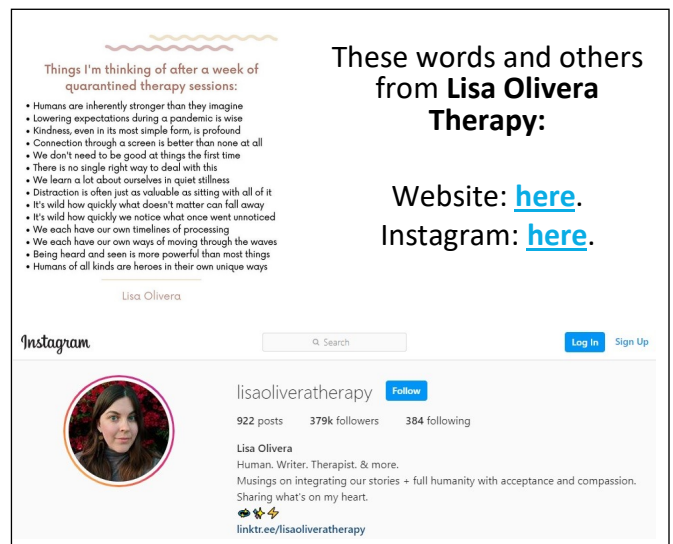 Things I'm thinking of after a week of
quarantined therapy sessions:
• Humans are inherently stronger than they imagine
• Lowering expectations during a pandemic is wise
• Kindness, even in its most simple form, is profound
• Connection through a screen is better than none at all
• We don't need to be good at things the first time
• There is no single right way to deal with this
• We learn a lot about ourselves in quiet stillness
• Distraction is often just as valuable as sitting with all of it
• It's wild how quickly what doesn't matter can fall away
• It's wild how quickly we notice what once went unnoticed
• We each have our own timelines of processing
• We each have our own ways of moving through the waves
• Being heard and seen is more powerful than most things
• Humans of all kinds are heroes in their own unique ways
Lisa Olivera
These words and others
from Lisa Olivera
Therapy:
Website: here.
Instagram: here.
Instagram
Search
Log In
Sign Up
lisaoliveratherapy
Follow
922 posts 379k followers 384 following
Lisa Olivera
Human. Writer. Therapist. & more.
Musings on integrating our stories + full humanity with acceptance and compassion.
Sharing what's on my heart.
linktr.ee/lisaoliveratherapy